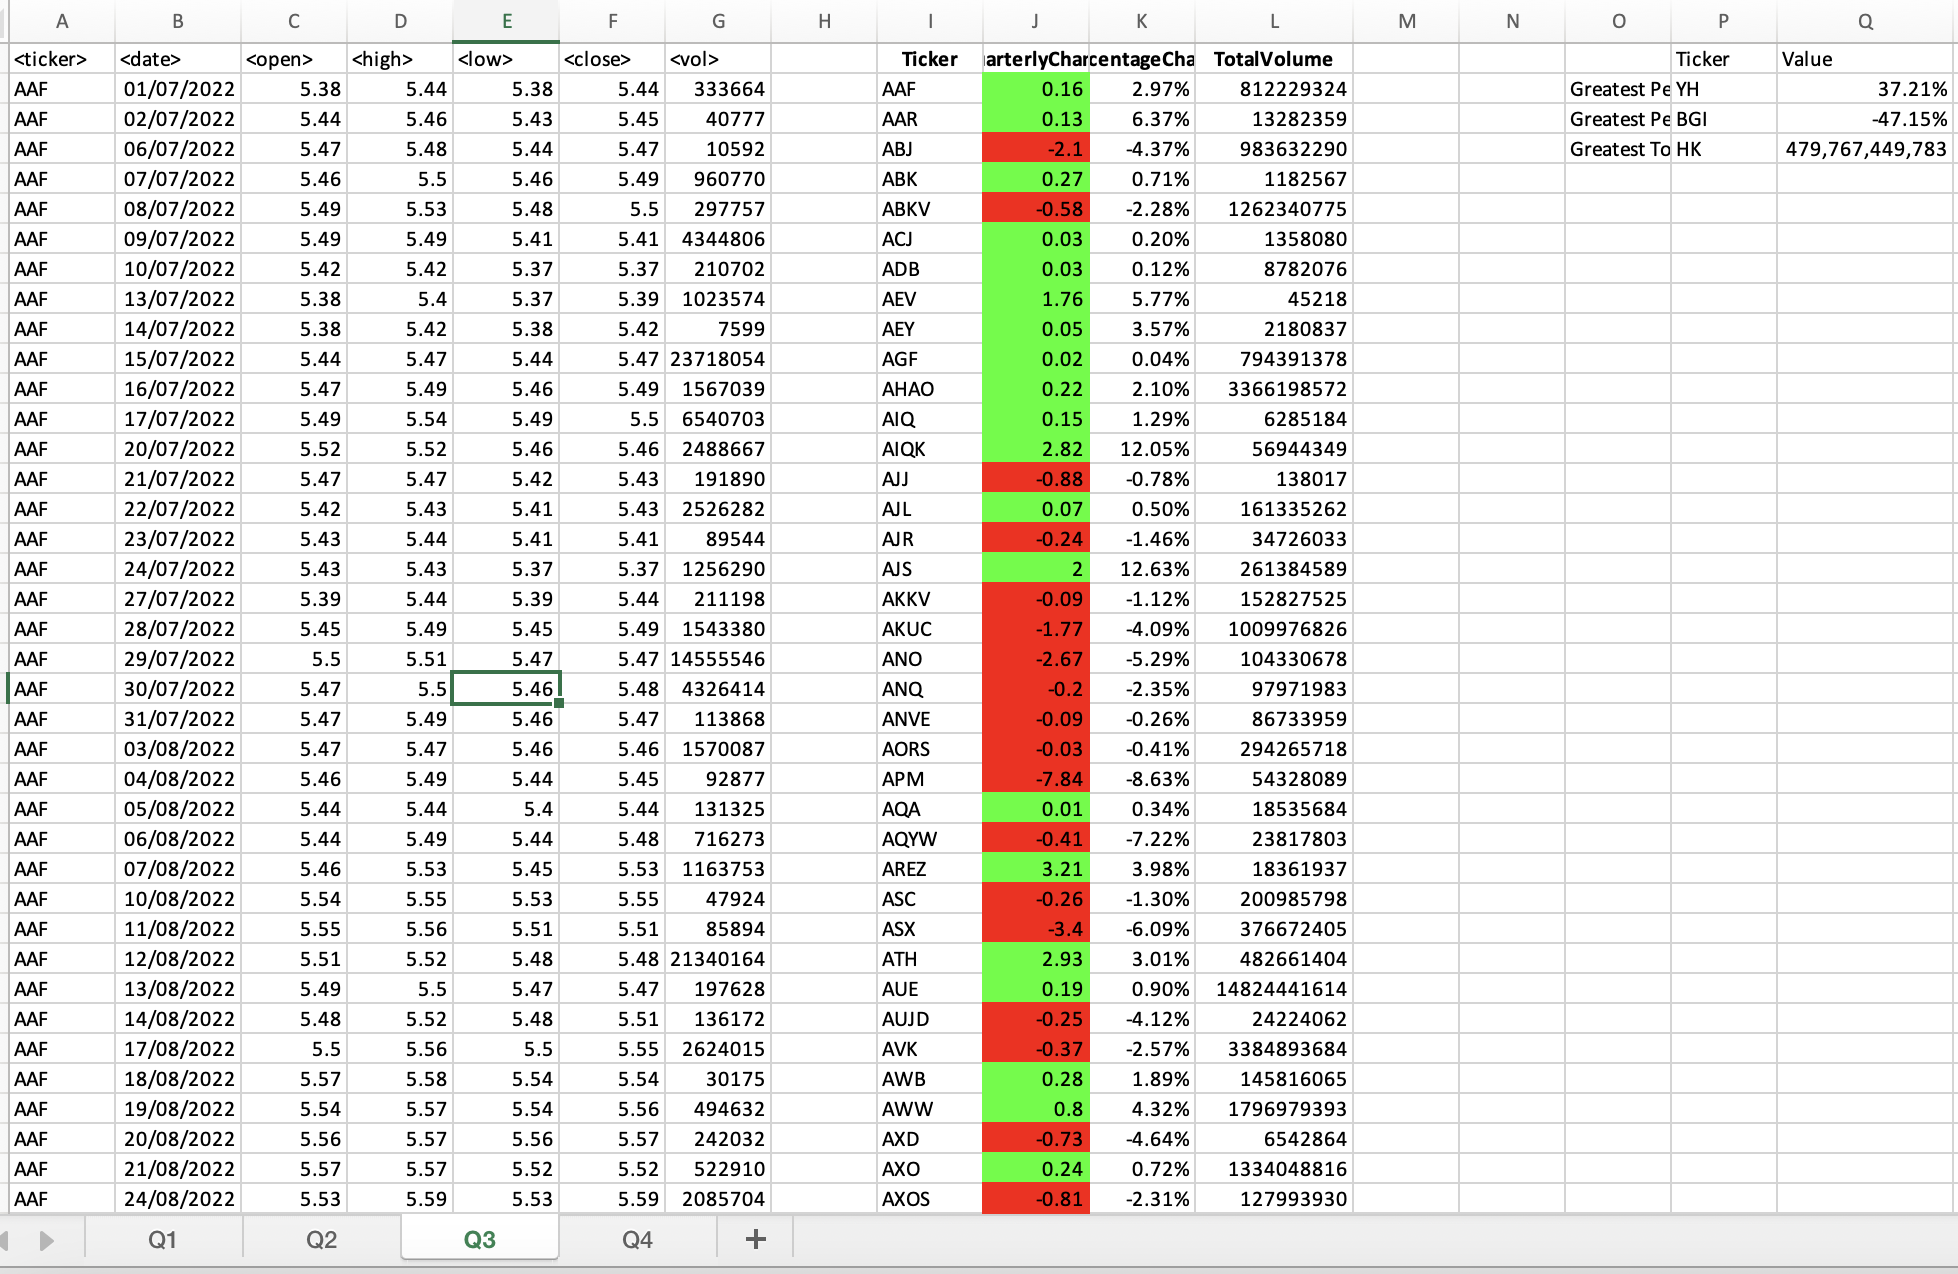 A B C D E F G H I J K L M N O P Q
<ticker> <date> <open> <high> <low> <close> <vol> Ticker arterlyChar centageCha TotalVolume Ticker Value
AAF 01/07/2022 5.38 5.44 5.38 5.44 333664 AAF 0.16 2.97% 812229324 Greatest Pe YH 37.21%
AAF 02/07/2022 5.44 5.46 5.43 5.45 40777 AAR 0.13 6.37% 13282359 Greatest Pe BGI -47.15%
AAF 06/07/2022 5.47 5.48 5.44 5.47 10592 ABJ -2.1 -4.37% 983632290 Greatest To HK 479,767,449,783
AAF 07/07/2022 5.46 5.5 5.46 5.49 960770 ABK 0.27 0.71% 1182567
AAF 08/07/2022 5.49 5.53 5.48 5.5 297757 ABKV -0.58 -2.28% 1262340775
AAF 09/07/2022 5.49 5.49 5.41 5.41 4344806 ACJ 0.03 0.20% 1358080
AAF 10/07/2022 5.42 5.42 5.37 5.37 210702 ADB 0.03 0.12% 8782076
AAF 13/07/2022 5.38 5.4 5.37 5.39 1023574 AEV 1.76 5.77% 45218
AAF 14/07/2022 5.38 5.42 5.38 5.42 7599 AEY 0.05 3.57% 2180837
AAF 15/07/2022 5.44 5.47 5.44 5.47 23718054 AGF 0.02 0.04% 794391378
AAF 16/07/2022 5.47 5.49 5.46 5.49 1567039 AHAO 0.22 2.10% 3366198572
AAF 17/07/2022 5.49 5.54 5.49 5.5 6540703 AIQ 0.15 1.29% 6285184
AAF 20/07/2022 5.52 5.52 5.46 5.46 2488667 AIQK 2.82 12.05% 56944349
AAF 21/07/2022 5.47 5.47 5.42 5.43 191890 AJJ -0.88 -0.78% 138017
AAF 22/07/2022 5.42 5.43 5.41 5.43 2526282 AJL 0.07 0.50% 161335262
AAF 23/07/2022 5.43 5.44 5.41 5.41 89544 AJR -0.24 -1.46% 34726033
AAF 24/07/2022 5.43 5.43 5.37 5.37 1256290 AJS 2 12.63% 261384589
AAF 27/07/2022 5.39 5.44 5.39 5.44 211198 AKKV -0.09 -1.12% 152827525
AAF 28/07/2022 5.45 5.49 5.45 5.49 1543380 AKUC -1.77 -4.09% 1009976826
AAF 29/07/2022 5.5 5.51 5.47 5.47 14555546 ANO -2.67 -5.29% 104330678
AAF 30/07/2022 5.47 5.5 5.46 5.48 4326414 ANQ -0.2 -2.35% 97971983
AAF 31/07/2022 5.47 5.49 5.46 5.47 113868 ANVE -0.09 -0.26% 86733959
AAF 03/08/2022 5.47 5.47 5.46 5.46 1570087 AORS -0.03 -0.41% 294265718
AAF 04/08/2022 5.46 5.49 5.44 5.45 92877 APM -7.84 -8.63% 54328089
AAF 05/08/2022 5.44 5.44 5.4 5.44 131325 AQA 0.01 0.34% 18535684
AAF 06/08/2022 5.44 5.49 5.44 5.48 716273 AQYW -0.41 -7.22% 23817803
AAF 07/08/2022 5.46 5.53 5.45 5.53 1163753 AREZ 3.21 3.98% 18361937
AAF 10/08/2022 5.54 5.55 5.53 5.55 47924 ASC -0.26 -1.30% 200985798
AAF 11/08/2022 5.55 5.56 5.51 5.51 85894 ASX -3.4 -6.09% 376672405
AAF 12/08/2022 5.51 5.52 5.48 5.48 21340164 ATH 2.93 3.01% 482661404
AAF 13/08/2022 5.49 5.5 5.47 5.47 197628 AUE 0.19 0.90% 14824441614
AAF 14/08/2022 5.48 5.52 5.48 5.51 136172 AUJD -0.25 -4.12% 24224062
AAF 17/08/2022 5.5 5.56 5.5 5.55 2624015 AVK -0.37 -2.57% 3384893684
AAF 18/08/2022 5.57 5.58 5.54 5.54 30175 AWB 0.28 1.89% 145816065
AAF 19/08/2022 5.54 5.57 5.54 5.56 494632 AWW 0.8 4.32% 1796979393
AAF 20/08/2022 5.56 5.57 5.56 5.57 242032 AXD -0.73 -4.64% 6542864
AAF 21/08/2022 5.57 5.57 5.52 5.52 522910 AXO 0.24 0.72% 1334048816
AAF 24/08/2022 5.53 5.59 5.53 5.59 2085704 AXOS -0.81 -2.31% 127993930
Q1 Q2 Q3 Q4 +